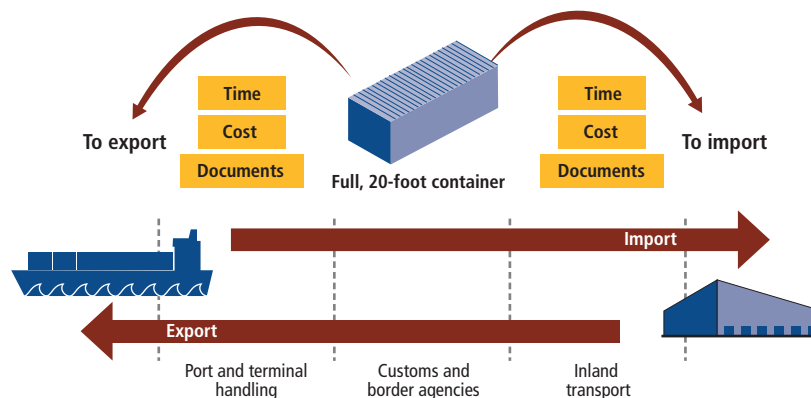 Time
Cost
Documents
To export
Full, 20-foot container
Time
Cost
Documents
To import
Import
Export
Port and terminal
handling
Customs and
border agencies
Inland
transport